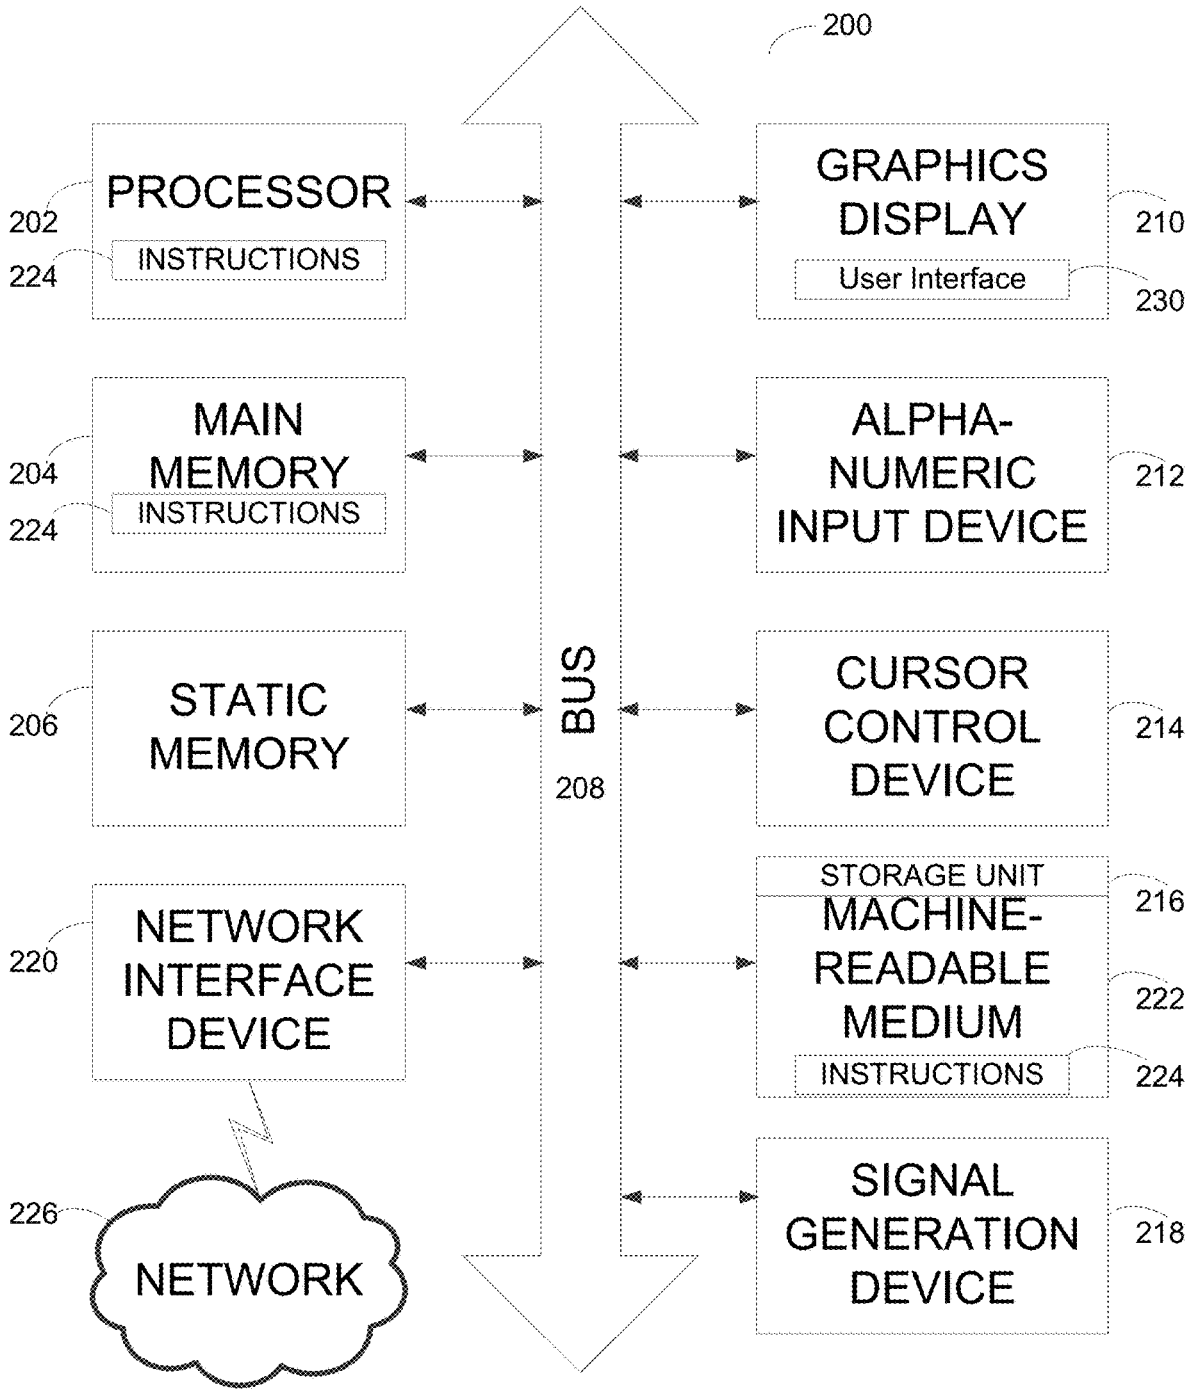 200
PROCESSOR
202
INSTRUCTIONS
224
MAIN
MEMORY
204
INSTRUCTIONS
224
STATIC
MEMORY
206
NETWORK
INTERFACE
DEVICE
220
NETWORK
226
BUS
208
GRAPHICS
DISPLAY
210
User Interface
230
ALPHA-
NUMERIC
INPUT DEVICE
212
CURSOR
CONTROL
DEVICE
214
STORAGE UNIT
216
MACHINE-
READABLE
MEDIUM
222
INSTRUCTIONS
224
SIGNAL
GENERATION
DEVICE
218